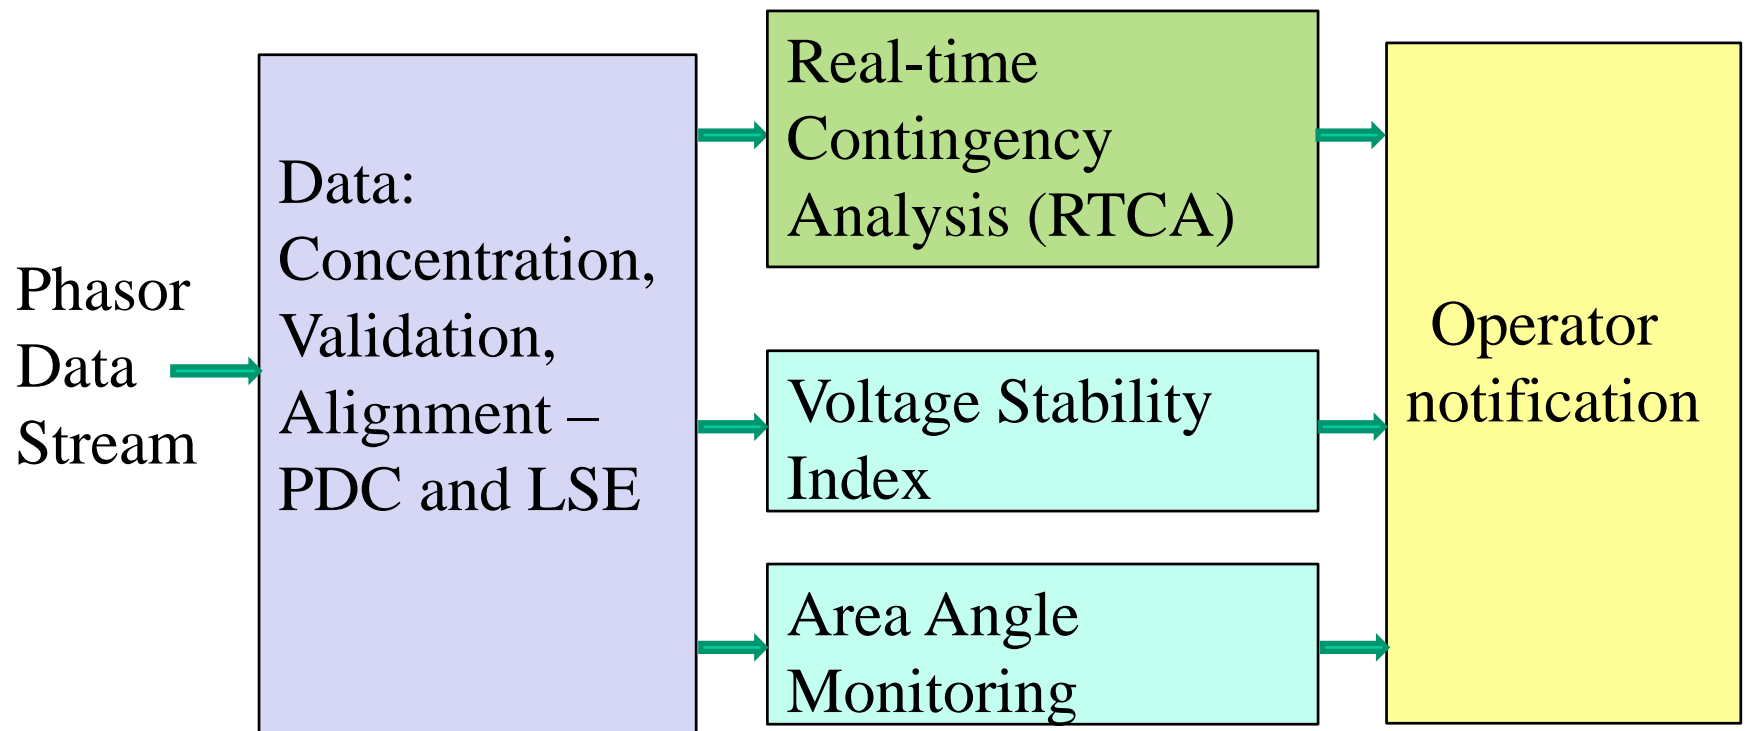 Phasor
Data
Stream
Data:
Concentration,
Validation,
Alignment –
PDC and LSE
Real-time
Contingency
Analysis (RTCA)
Voltage Stability
Index
Area Angle
Monitoring
Operator
notification